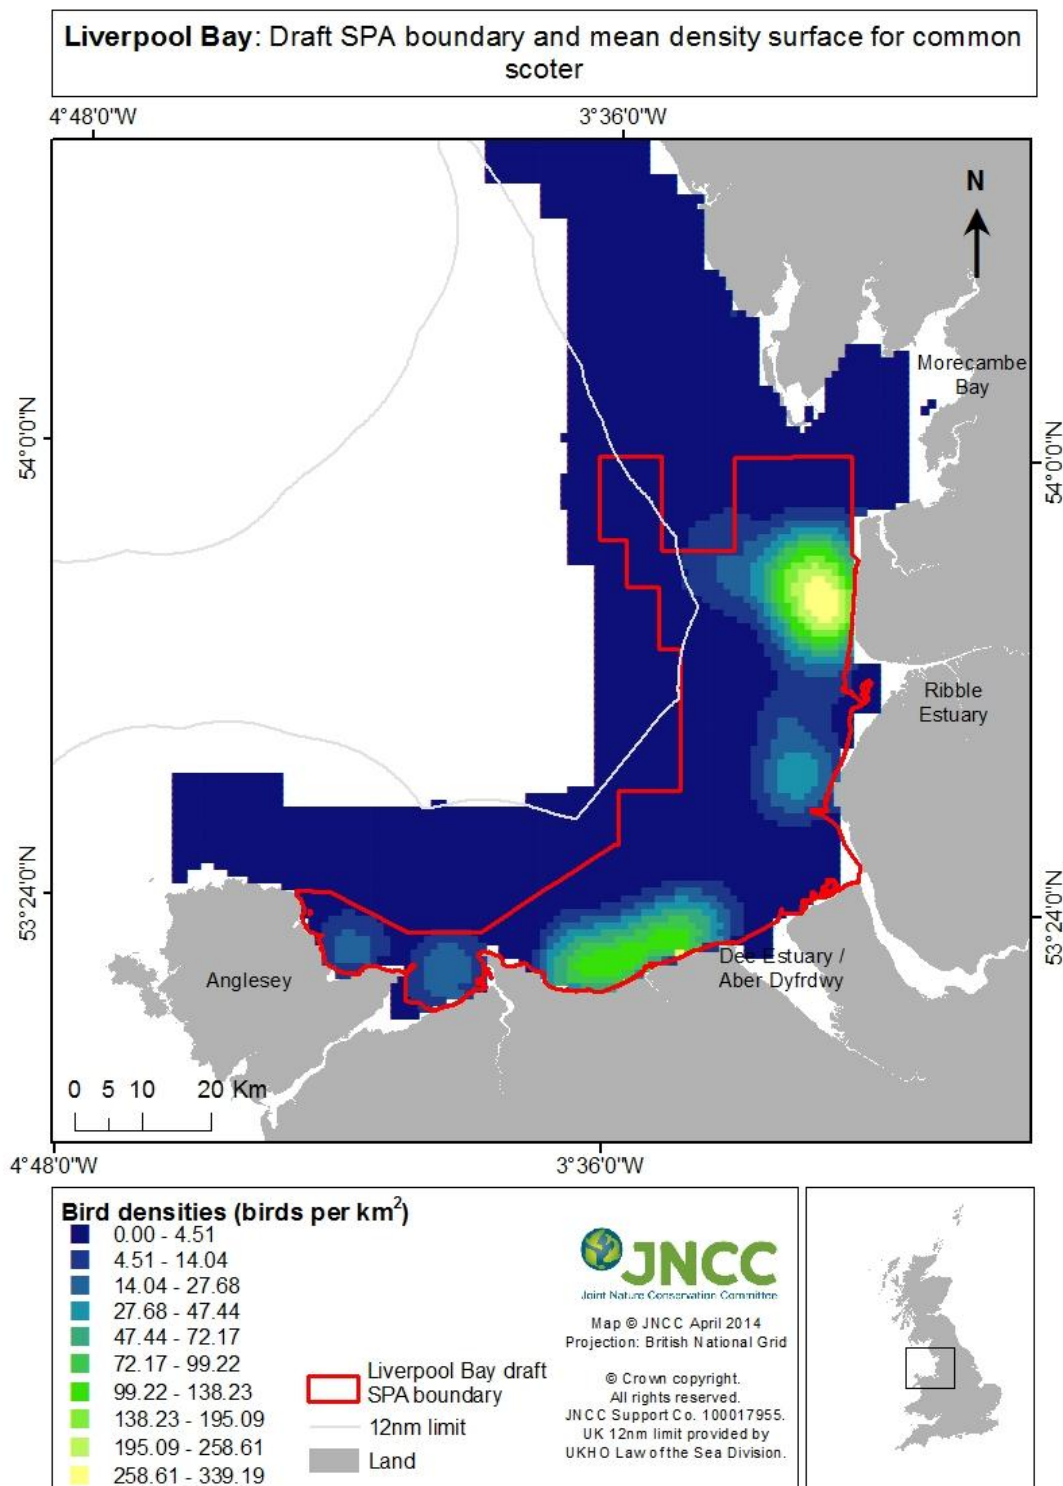 Liverpool Bay: Draft SPA boundary and mean density surface for common
scoter
4°48'0"W
3°36'0"W
N
Morecambe
Bay
54°0'0"N
54°0'0"N
Ribble
Estuary
53°24'0"N
53°24'0"N
Dee Estuary /
Aber Dyfrdwy
Anglesey
0 5 10 20 Km
4°48'0"W
3°36'0"W
Bird densities (birds per km²)
0.00 - 4.51
4.51 - 14.04
14.04 - 27.68
27.68 - 47.44
47.44 - 72.17
72.17 - 99.22
99.22 - 138.23
138.23 - 195.09
195.09 - 258.61
258.61 - 339.19
Liverpool Bay draft
SPA boundary
12nm limit
Land
JNCC
Joint Nature Conservation Committee
Map © JNCC April 2014
Projection: British National Grid
© Crown copyright.
All rights reserved.
JNCC Support Co. 100017955.
UK 12nm limit provided by
UKHO Law of the Sea Division.